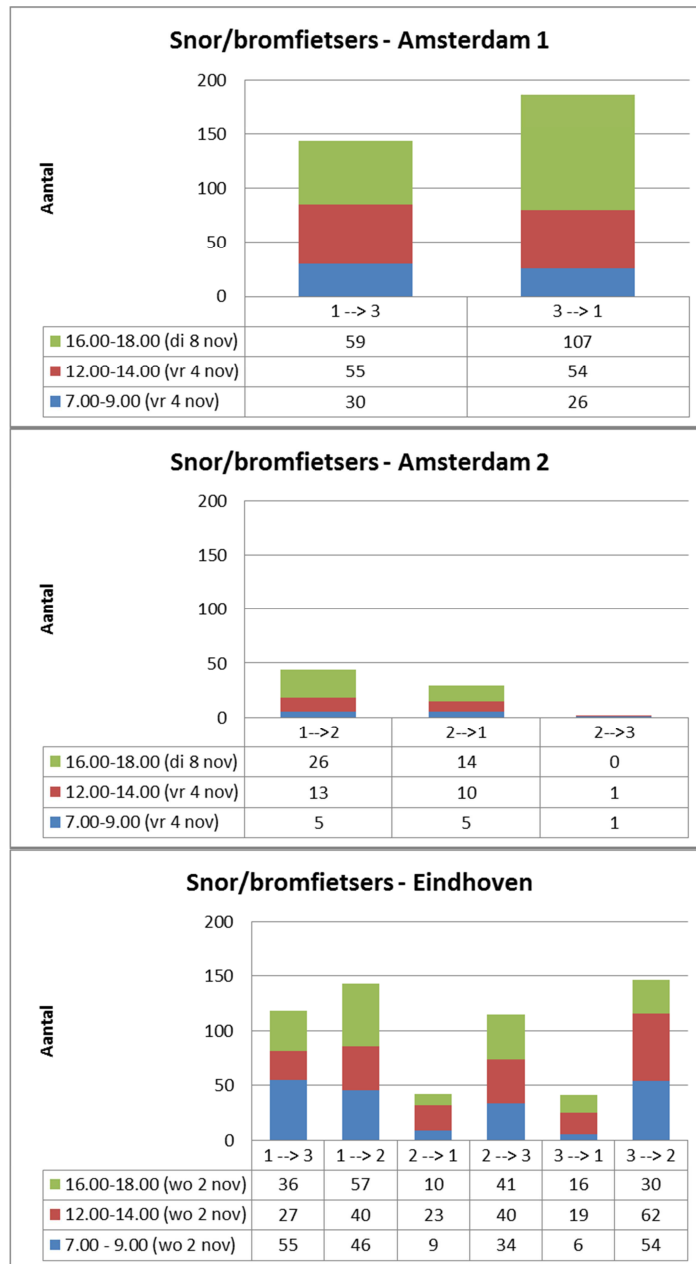 Snor/bromfietsers - Amsterdam 1
Aantal
200
150
100
50
0
1 --> 3 3 --> 1
16.00-18.00 (di 8 nov) 59 107
12.00-14.00 (vr 4 nov) 55 54
7.00-9.00 (vr 4 nov) 30 26
Snor/bromfietsers - Amsterdam 2
Aantal
200
150
100
50
0
1-->2 2-->1 2-->3
16.00-18.00 (di 8 nov) 26 14 0
12.00-14.00 (vr 4 nov) 13 10 1
7.00-9.00 (vr 4 nov) 5 5 1
Snor/bromfietsers - Eindhoven
Aantal
200
150
100
50
0
1 --> 3 1 --> 2 2 --> 1 2 --> 3 3 --> 1 3 --> 2
16.00-18.00 (wo 2 nov) 36 57 10 41 16 30
12.00-14.00 (wo 2 nov) 27 40 23 40 19 62
7.00 - 9.00 (wo 2 nov) 55 46 9 34 6 54